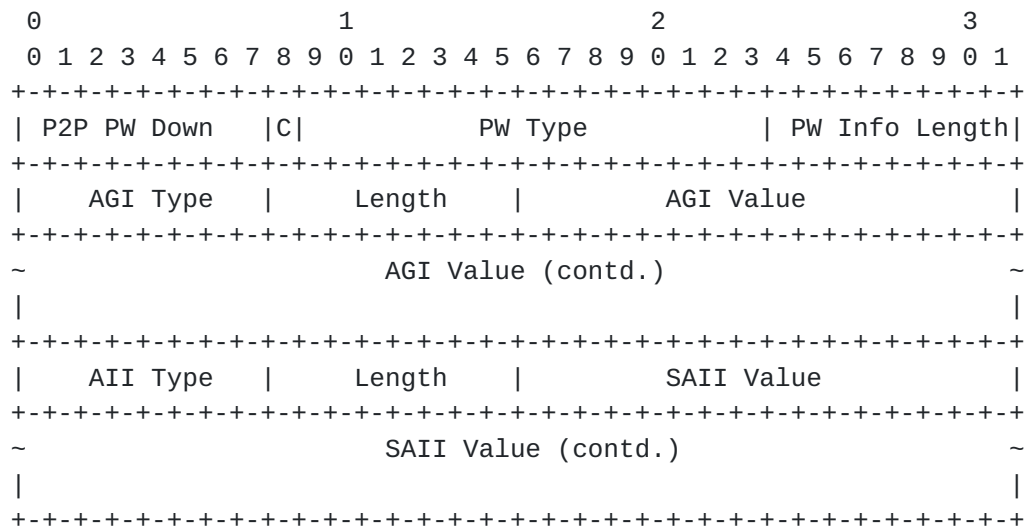 0                   1                   2                   3
 0 1 2 3 4 5 6 7 8 9 0 1 2 3 4 5 6 7 8 9 0 1 2 3 4 5 6 7 8 9 0 1
+-+-+-+-+-+-+-+-+-+-+-+-+-+-+-+-+-+-+-+-+-+-+-+-+-+-+-+-+-+-+-+-+
| P2P PW Down   |C|           PW Type           | PW Info Length|
+-+-+-+-+-+-+-+-+-+-+-+-+-+-+-+-+-+-+-+-+-+-+-+-+-+-+-+-+-+-+-+-+
|    AGI Type   |     Length    |         AGI Value             |
+-+-+-+-+-+-+-+-+-+-+-+-+-+-+-+-+-+-+-+-+-+-+-+-+-+-+-+-+-+-+-+-+
~                       AGI Value (contd.)                      ~
|                                                               |
+-+-+-+-+-+-+-+-+-+-+-+-+-+-+-+-+-+-+-+-+-+-+-+-+-+-+-+-+-+-+-+-+
|    AII Type   |     Length    |         SAII Value            |
+-+-+-+-+-+-+-+-+-+-+-+-+-+-+-+-+-+-+-+-+-+-+-+-+-+-+-+-+-+-+-+-+
~                       SAII Value (contd.)                     ~
|                                                               |
+-+-+-+-+-+-+-+-+-+-+-+-+-+-+-+-+-+-+-+-+-+-+-+-+-+-+-+-+-+-+-+-+